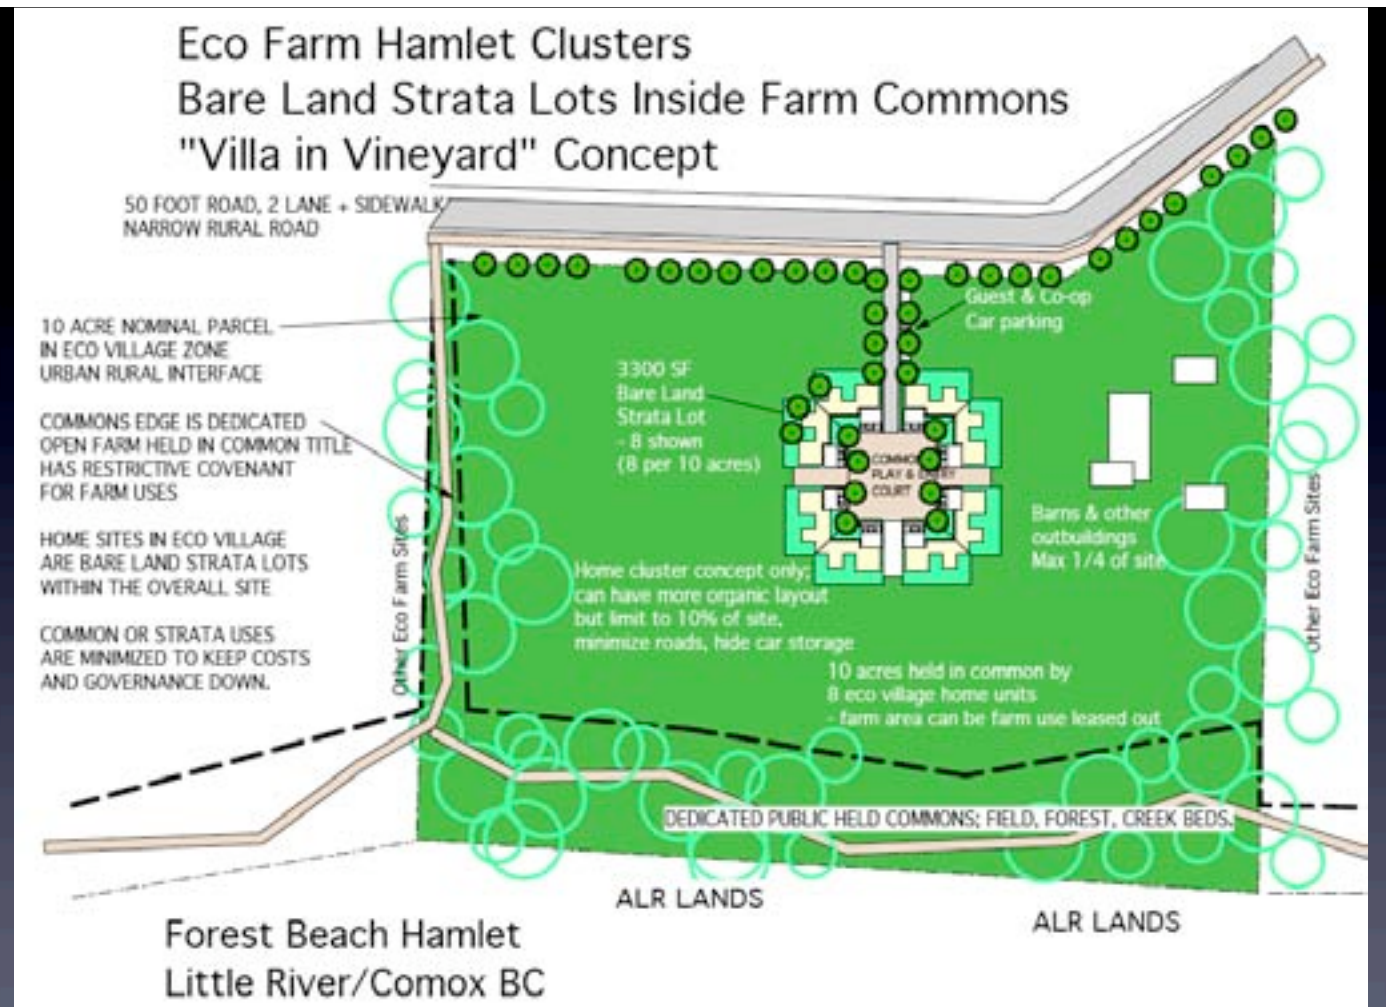 Eco Farm Hamlet Clusters
Bare Land Strata Lots Inside Farm Commons
"Villa in Vineyard" Concept
50 FOOT ROAD, 2 LANE + SIDEWALK
NARROW RURAL ROAD
10 ACRE NOMINAL PARCEL
IN ECO VILLAGE ZONE
URBAN RURAL INTERFACE
COMMONS EDGE IS DEDICATED
OPEN FARM HELD IN COMMON TITLE
HAS RESTRICTIVE COVENANT
FOR FARM USES
HOME SITES IN ECO VILLAGE
ARE BARE LAND STRATA LOTS
WITHIN THE OVERALL SITE
COMMON OR STRATA USES
ARE MINIMIZED TO KEEP COSTS
AND GOVERNANCE DOWN.
Other Eco Farm Sites
Guest & Co-op
Car parking
3300 SF
Bare Land
Strata Lot
- 8 shown
(8 per 10 acres)
COMMON
PLAY & ENTRY
COURT
Barns & other
outbuildings
Max 1/4 of site
Other Eco Farm Sites
Home cluster concept only;
can have more organic layout
but limit to 10% of site,
minimize roads, hide car storage
10 acres held in common by
8 eco village home units
- farm area can be farm use leased out
DEDICATED PUBLIC HELD COMMONS; FIELD, FOREST, CREEK BEDS.
ALR LANDS
ALR LANDS
Forest Beach Hamlet
Little River/Comox BC